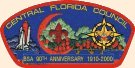 CENTRAL FLORIDA COUNCIL
BSA 90TH ANNIVERSARY 1910-2000